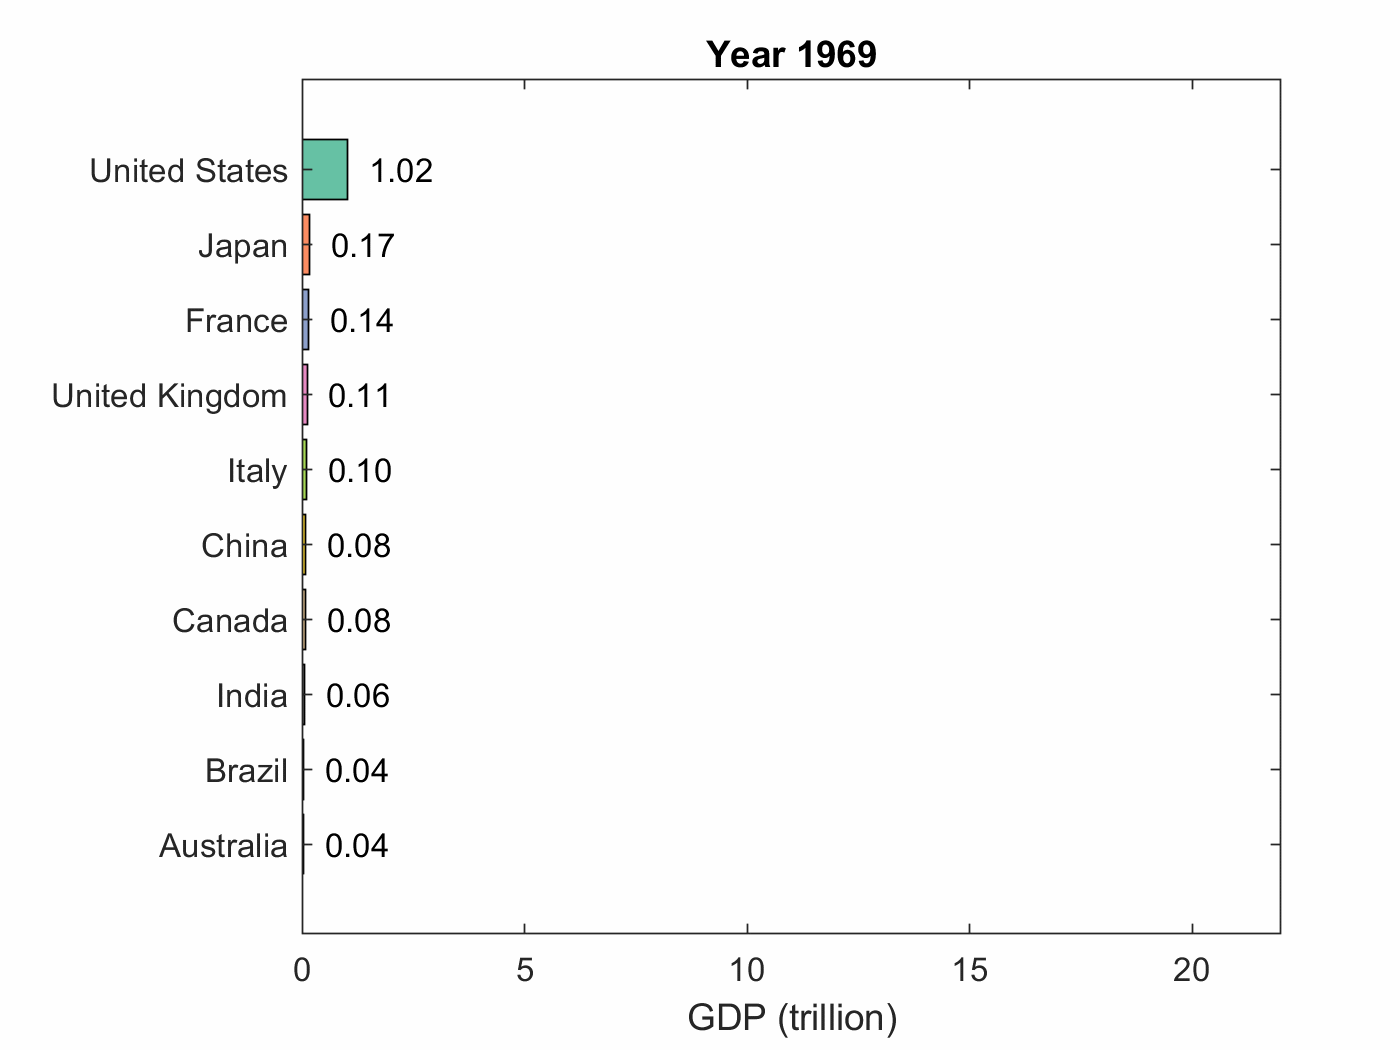 Year 1969
United States 1.02
Japan 0.17
France 0.14
United Kingdom 0.11
Italy 0.10
China 0.08
Canada 0.08
India 0.06
Brazil 0.04
Australia 0.04
0 5 10 15 20
GDP (trillion)